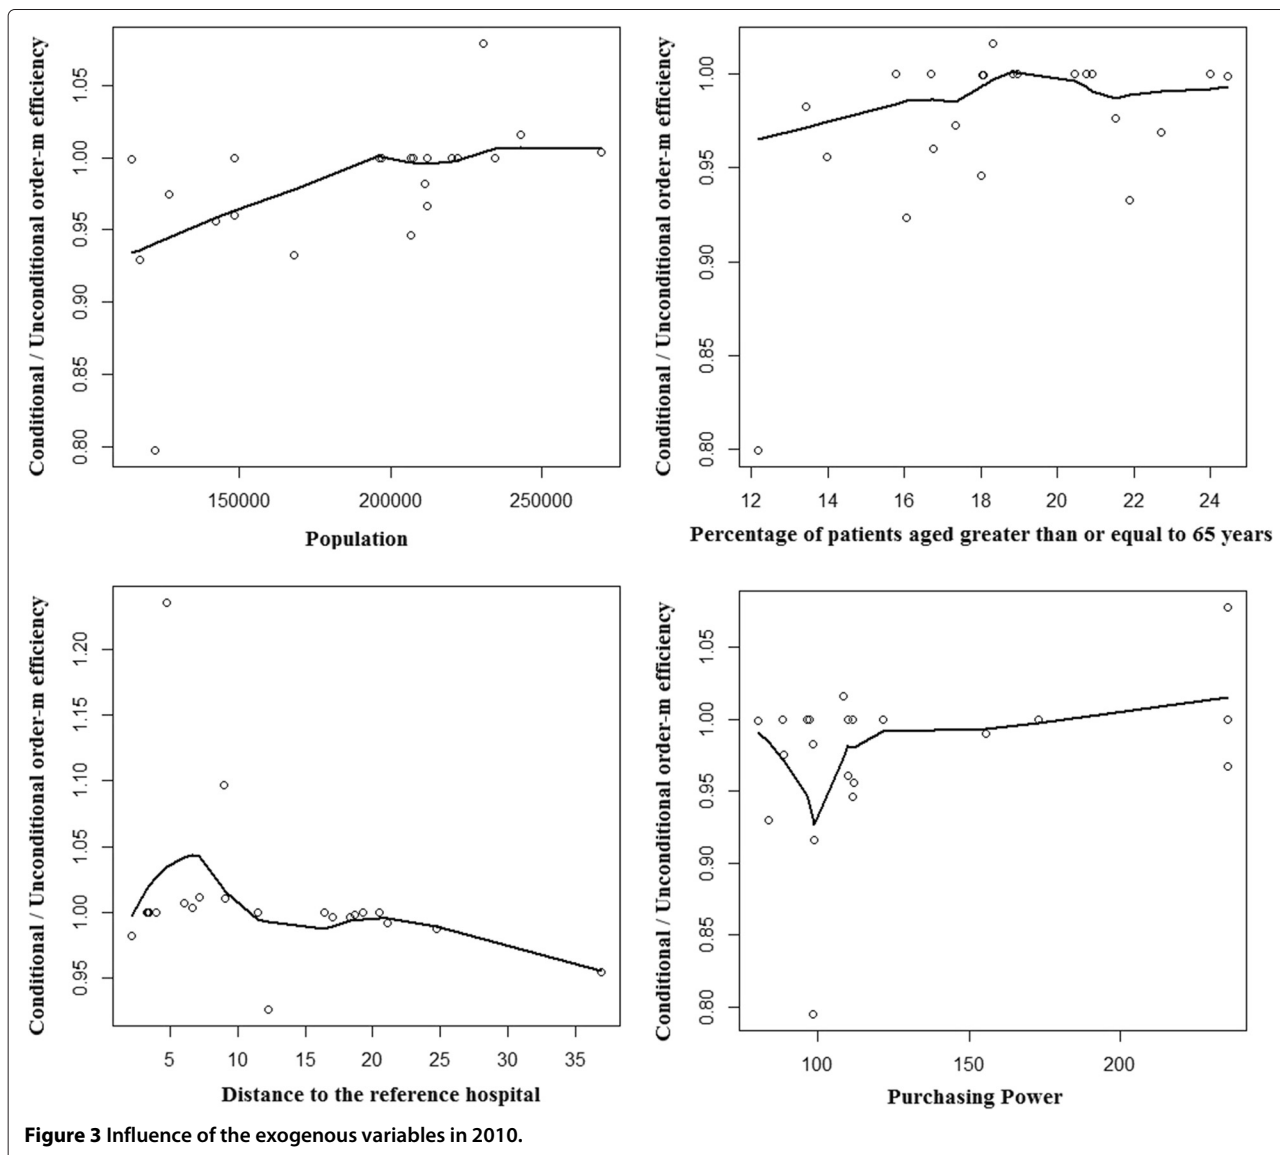 Conditional / Unconditional order-m efficiency
0.80 0.85 0.90 0.95 1.00 1.05
150000 200000 250000
Population
Conditional / Unconditional order-m efficiency
0.80 0.85 0.90 0.95 1.00
12 14 16 18 20 22 24
Percentage of patients aged greater than or equal to 65 years
Conditional / Unconditional order-m efficiency
0.95 1.00 1.05 1.10 1.15 1.20
5 10 15 20 25 30 35
Distance to the reference hospital
Conditional / Unconditional order-m efficiency
0.80 0.85 0.90 0.95 1.00 1.05
100 150 200
Purchasing Power
Figure 3 Influence of the exogenous variables in 2010.